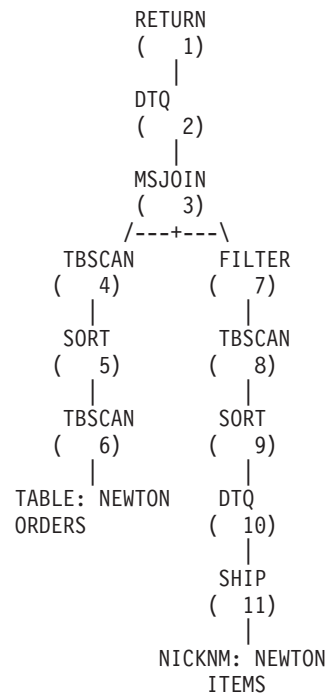 RETURN
( 1)
|
DTQ
( 2)
|
MSJOIN
( 3)
/---+---\
TBSCAN FILTER
( 4) ( 7)
| |
SORT TBSCAN
( 5) ( 8)
| |
TBSCAN SORT
( 6) ( 9)
| |
TABLE: NEWTON DTQ
ORDERS ( 10)
|
SHIP
( 11)
|
NICKNM: NEWTON
ITEMS